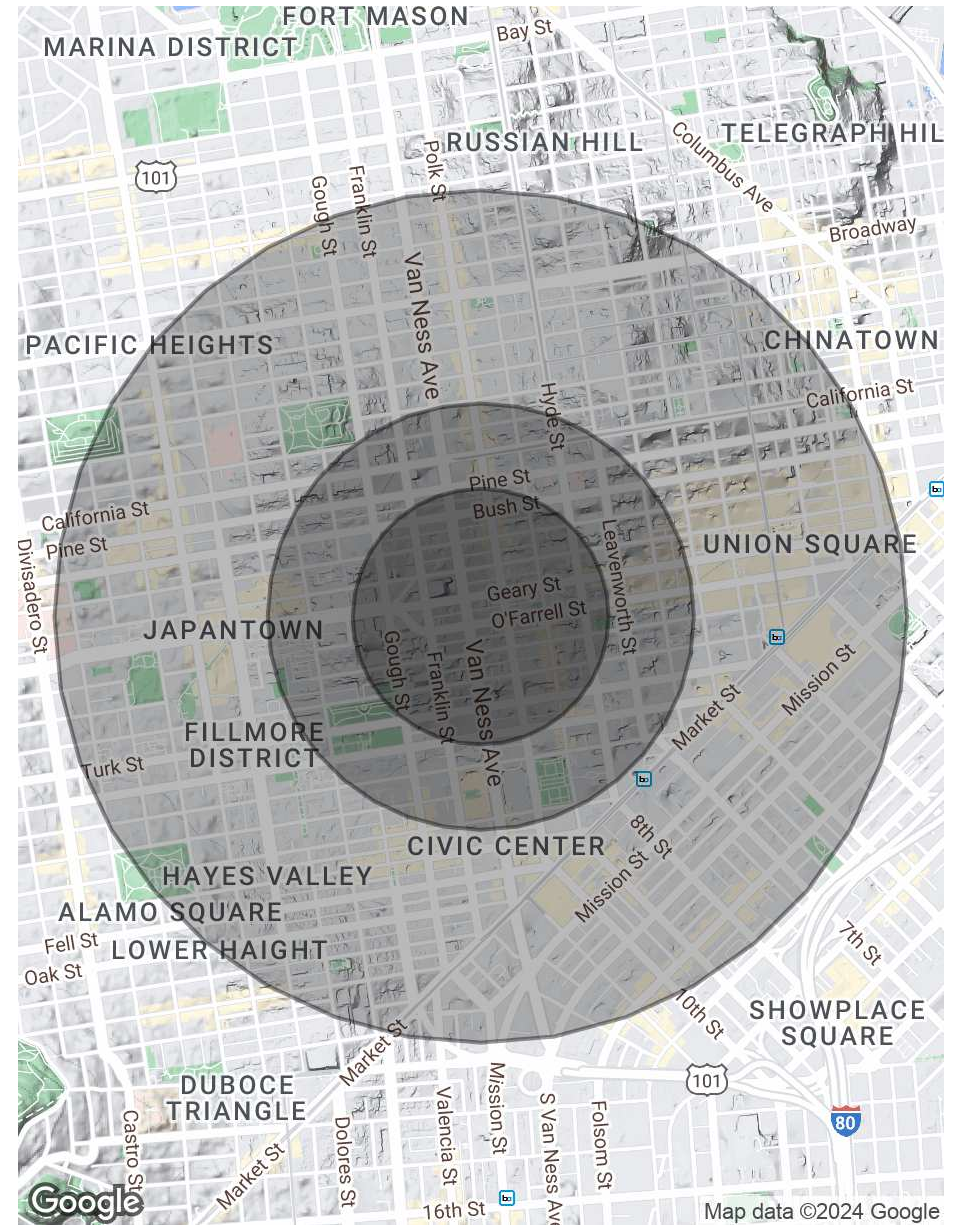 FORT MASON
MARINA DISTRICT
Bay St
RUSSIAN HILL
TELEGRAPH HIL
Columbus Ave
Polk St
101
Franklin St
Gough St
Broadway
Van Ness Ave
PACIFIC HEIGHTS
CHINATOWN
California St
Hyde St
Pine St
Bush St
California St
Pine St
Divisadero St
Leavenworth St
UNION SQUARE
Geary St
O'Farrell St
JAPANTOWN
Gough St
Franklin St
Van Ness Ave
Mission St
Market St
FILLMORE
DISTRICT
Turk St
8th St
CIVIC CENTER
Mission St
HAYES VALLEY
ALAMO SQUARE
Fell St
LOWER HAIGHT
Oak St
7th St
10th St
SHOWPLACE
SQUARE
Market St
101
80
DUBOCE
TRIANGLE
Castro St
Market St
Dolores St
Valencia St
Mission St
S Van Ness Ave
Folsom St
16th St
Google
Map data ©2024 Google